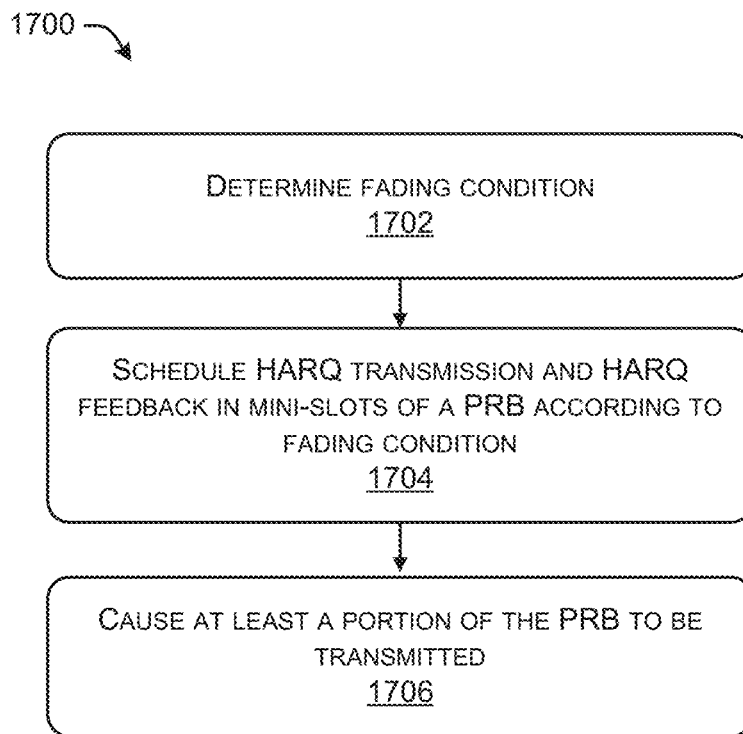 1700
DETERMINE FADING CONDITION
1702
SCHEDULE HARQ TRANSMISSION AND HARQ
FEEDBACK IN MINI-SLOTS OF A PRB ACCORDING TO
FADING CONDITION
1704
CAUSE AT LEAST A PORTION OF THE PRB TO BE
TRANSMITTED
1706